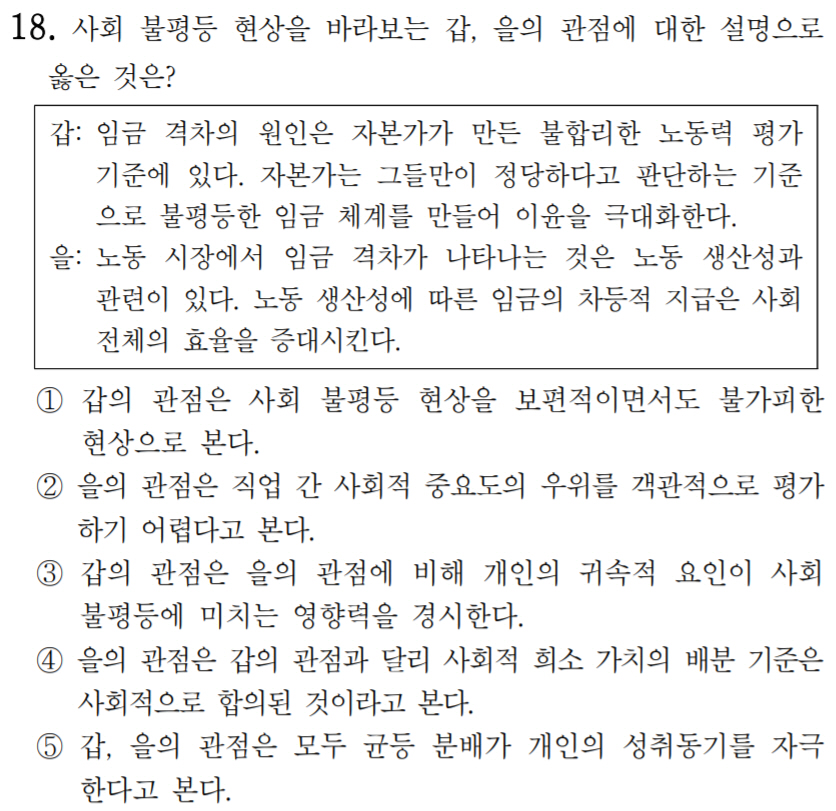 18. 사회 불평등 현상을 바라보는 갑, 을의 관점에 대한 설명으로
옳은 것은?
갑: 임금 격차의 원인은 자본가가 만든 불합리한 노동력 평가
기준에 있다. 자본가는 그들만이 정당하다고 판단하는 기준
으로 불평등한 임금 체계를 만들어 이윤을 극대화한다.
을: 노동 시장에서 임금 격차가 나타나는 것은 노동 생산성과
관련이 있다. 노동 생산성에 따른 임금의 차등적 지급은 사회
전체의 효율을 증대시킨다.
① 갑의 관점은 사회 불평등 현상을 보편적이면서도 불가피한
현상으로 본다.
② 을의 관점은 직업 간 사회적 중요도의 우위를 객관적으로 평가
하기 어렵다고 본다.
③ 갑의 관점은 을의 관점에 비해 개인의 귀속적 요인이 사회
불평등에 미치는 영향력을 경시한다.
④ 을의 관점은 갑의 관점과 달리 사회적 희소 가치의 배분 기준은
사회적으로 합의된 것이라고 본다.
⑤ 갑, 을의 관점은 모두 균등 분배가 개인의 성취동기를 자극
한다고 본다.